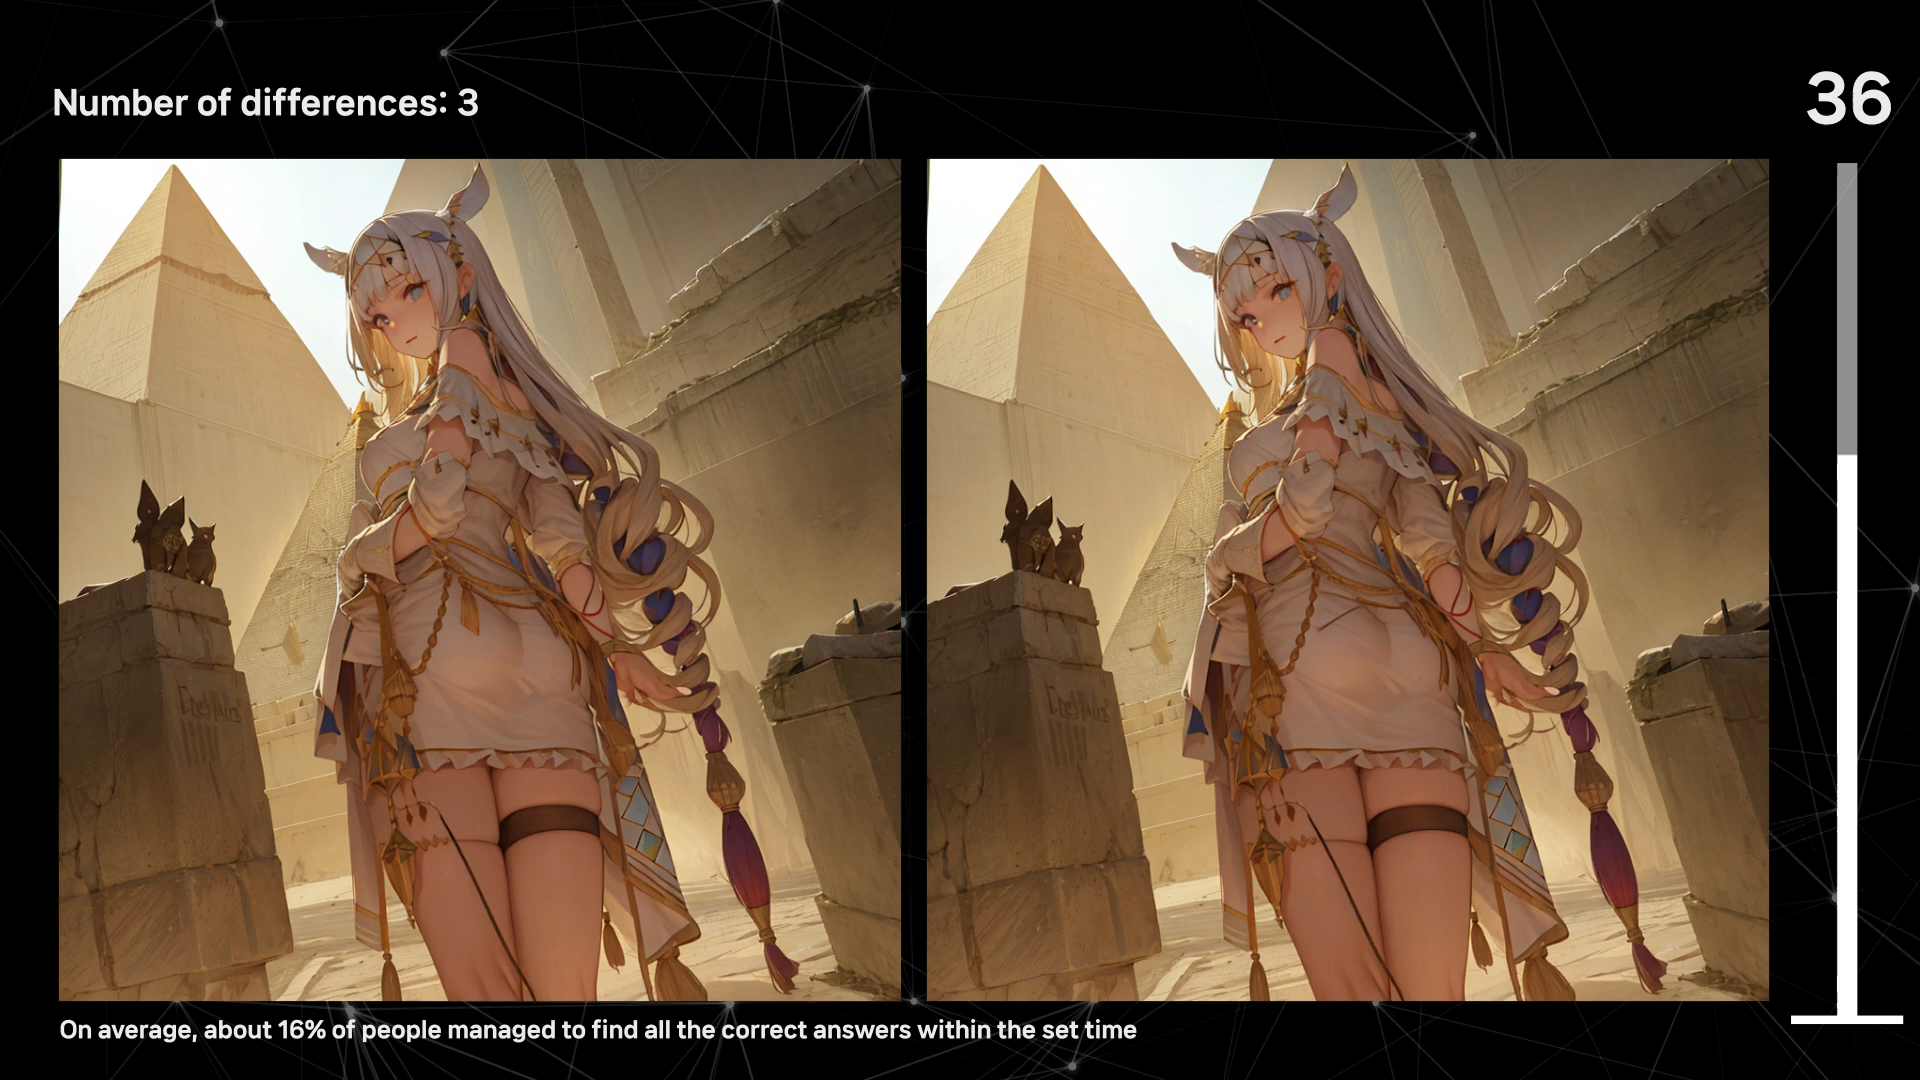 Number of differences: 3
36
On average, about 16% of people managed to find all the correct answers within the set time